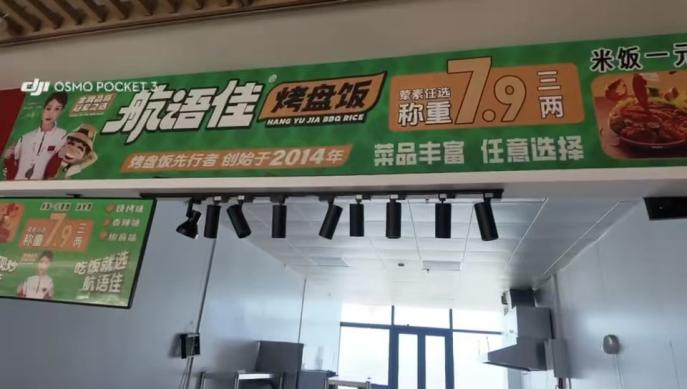 dji OSMO POCKET 3
航语佳®
烤盘饭
HANG YU JIA BBQ RICE
烤盘饭先行者 创始于2014年
荤素任选
称重7.9三两
菜品丰富 任意选择
米饭一元
称重7.9三两
吃饭就选
航语佳